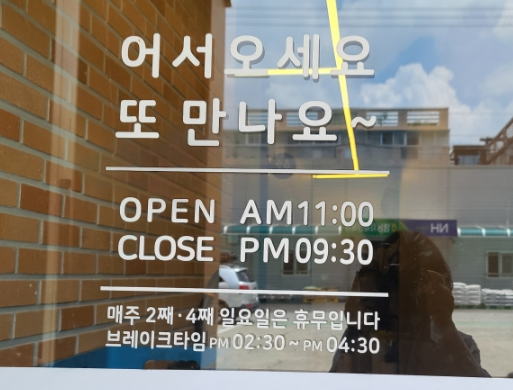 어서오세요
또 만나요~
OPEN AM11:00
CLOSE PM09:30
매주 2째·4째 일요일은 휴무입니다
브레이크타임PM 02:30~PM 04:30